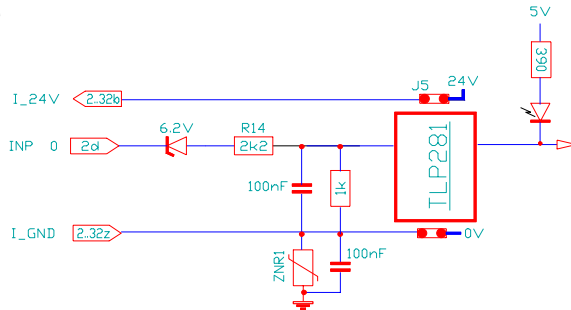 5V
390
I_24V
2..32b
J5
24V
INP 0
2d
6.2V
R14
2k2
TLP281
100nF
1k
I_GND
2..32z
0V
ZNR1
100nF